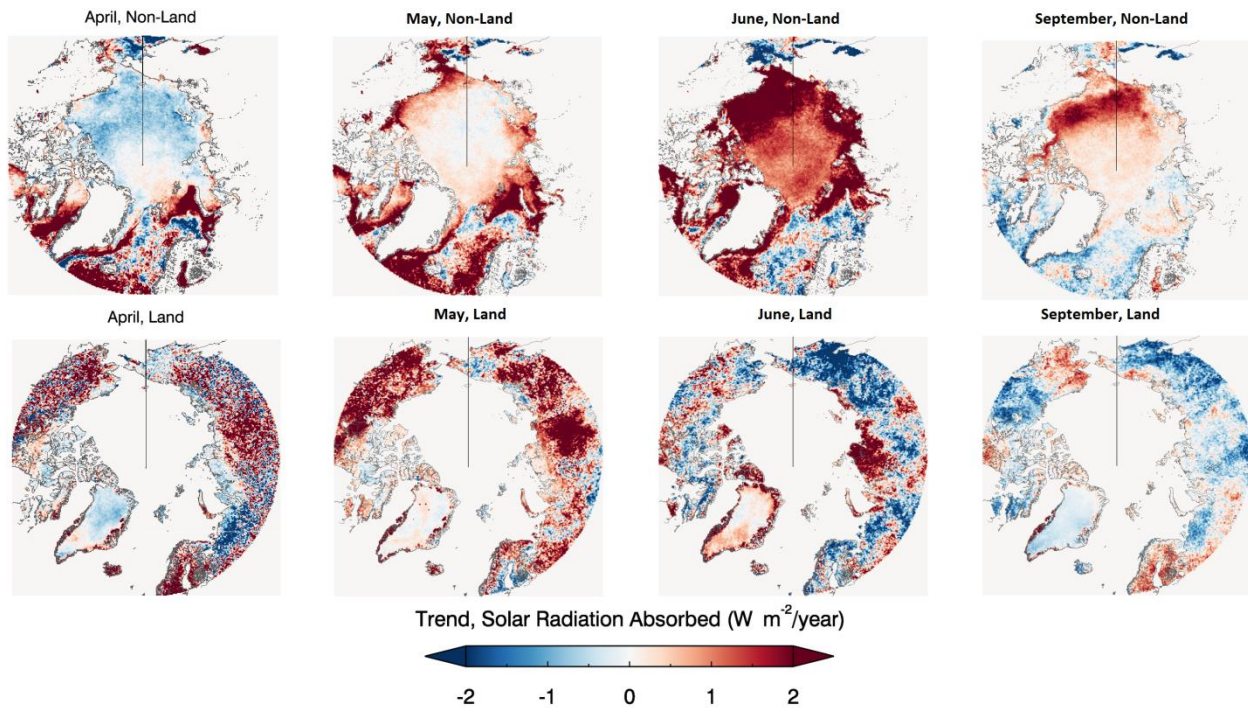 April, Non-Land
May, Non-Land
June, Non-Land
September, Non-Land
April, Land
May, Land
June, Land
September, Land
Trend, Solar Radiation Absorbed (W m⁻²/year)
-2 -1 0 1 2